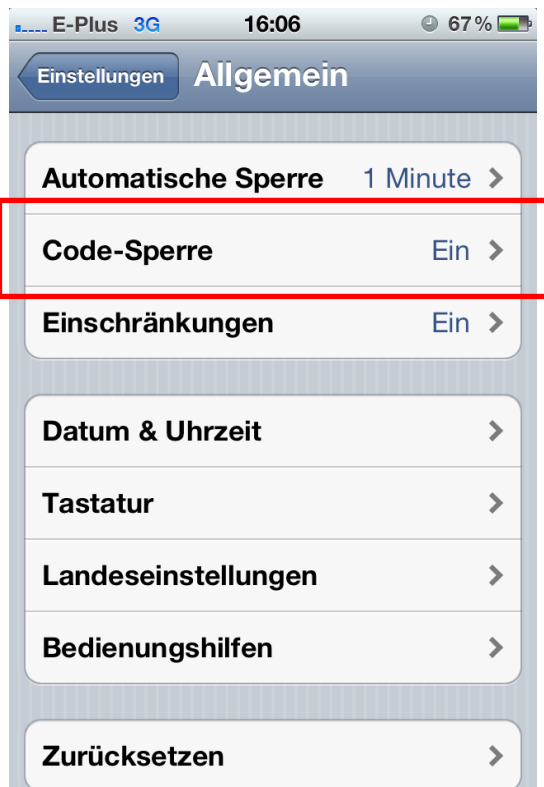 E-Plus 3G 16:06 67%
Einstellungen Allgemein
Automatische Sperre 1 Minute
Code-Sperre Ein
Einschränkungen Ein
Datum & Uhrzeit
Tastatur
Landeseinstellungen
Bedienungshilfen
Zurücksetzen